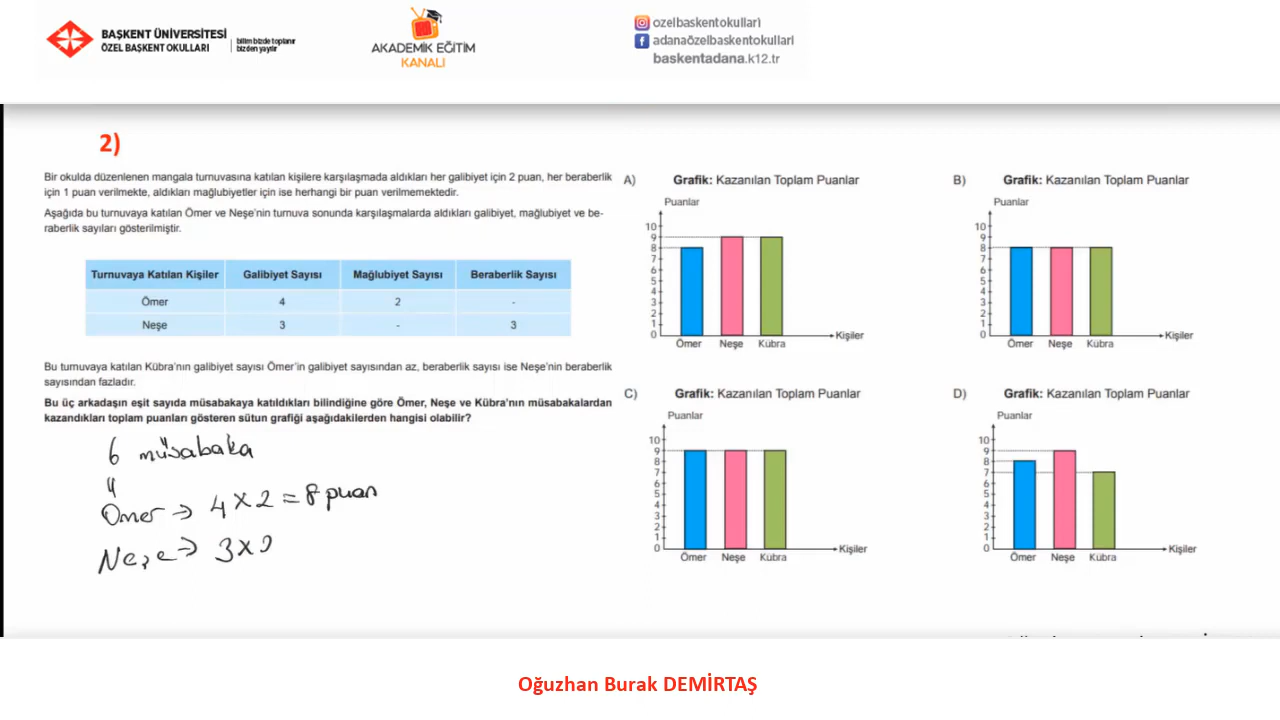 BAŞKENT ÜNİVERSİTESİ
ÖZEL BAŞKENT OKULLARI
bilim bizde toplanır
bizden yayılır
AKADEMİK EĞİTİM
KANALI
ozelbaskentokullari
adanaözelbaskentokullari
baskentadana.k12.tr
2)
Bir okulda düzenlenen mangala turnuvasına katılan kişilere karşılaşmada aldıkları her galibiyet için 2 puan, her beraberlik
için 1 puan verilmekte, aldıkları mağlubiyetler için ise herhangi bir puan verilmemektedir.
Aşağıda bu turnuvaya katılan Ömer ve Neşe'nin turnuva sonunda karşılaşmalarda aldıkları galibiyet, mağlubiyet ve be-
raberlik sayıları gösterilmiştir.
Turnuvaya Katılan Kişiler Galibiyet Sayısı Mağlubiyet Sayısı Beraberlik Sayısı
Ömer 4 2 -
Neşe 3 - 3
Bu turnuvaya katılan Kübra'nın galibiyet sayısı Ömer'in galibiyet sayısından az, beraberlik sayısı ise Neşe'nin beraberlik
sayısından fazladır.
Bu üç arkadaşın eşit sayıda müsabakaya katıldıkları bilindiğine göre Ömer, Neşe ve Kübra'nın müsabakalardan
kazandıkları toplam puanları gösteren sütun grafiği aşağıdakilerden hangisi olabilir?
6 müsabaka
Ömer ⇒ 4 x 2 = 8 puan
Neşe ⇒ 3 x
A) Grafik: Kazanılan Toplam Puanlar
Puanlar
10
9
8
7
6
5
4
3
2
1
0
Ömer Neşe Kübra
Kişiler
B) Grafik: Kazanılan Toplam Puanlar
Puanlar
10
9
8
7
6
5
4
3
2
1
0
Ömer Neşe Kübra
Kişiler
C) Grafik: Kazanılan Toplam Puanlar
Puanlar
10
9
8
7
6
5
4
3
2
1
0
Ömer Neşe Kübra
Kişiler
D) Grafik: Kazanılan Toplam Puanlar
Puanlar
10
9
8
7
6
5
4
3
2
1
0
Ömer Neşe Kübra
Kişiler
Oğuzhan Burak DEMİRTAŞ